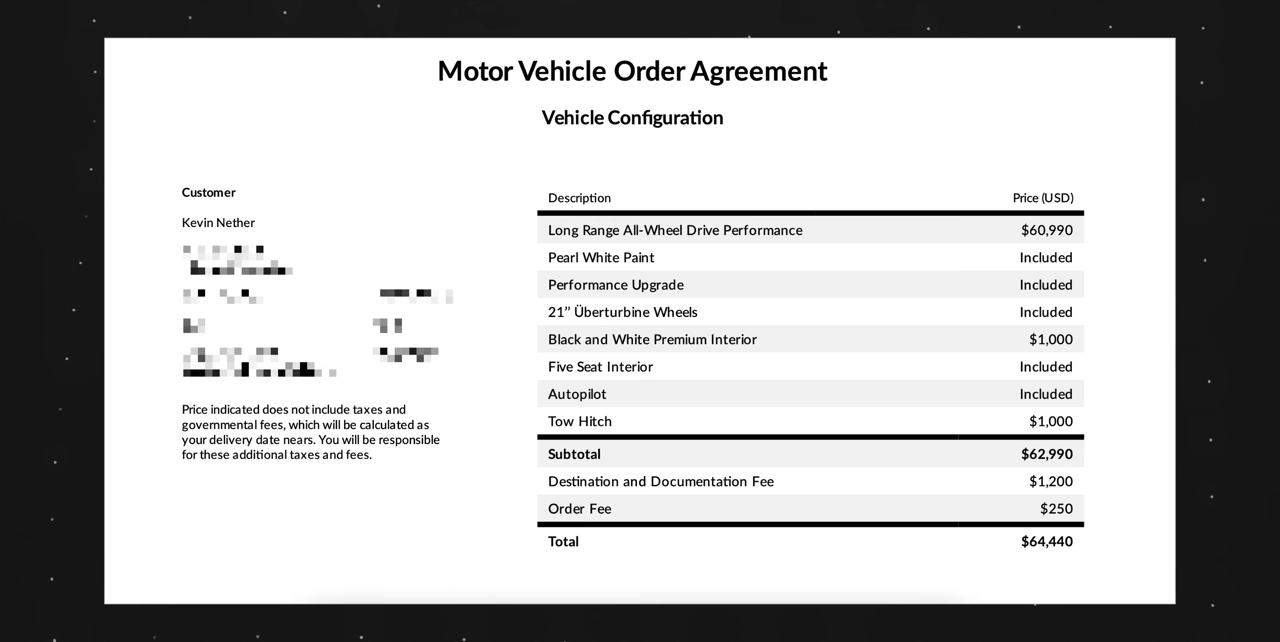 Motor Vehicle Order Agreement
Vehicle Configuration
Customer
Kevin Nether
Price indicated does not include taxes and
governmental fees, which will be calculated as
your delivery date nears. You will be responsible
for these additional taxes and fees.
Description Price (USD)
Long Range All-Wheel Drive Performance $60,990
Pearl White Paint Included
Performance Upgrade Included
21’’ Überturbine Wheels Included
Black and White Premium Interior $1,000
Five Seat Interior Included
Autopilot Included
Tow Hitch $1,000
Subtotal $62,990
Destination and Documentation Fee $1,200
Order Fee $250
Total $64,440